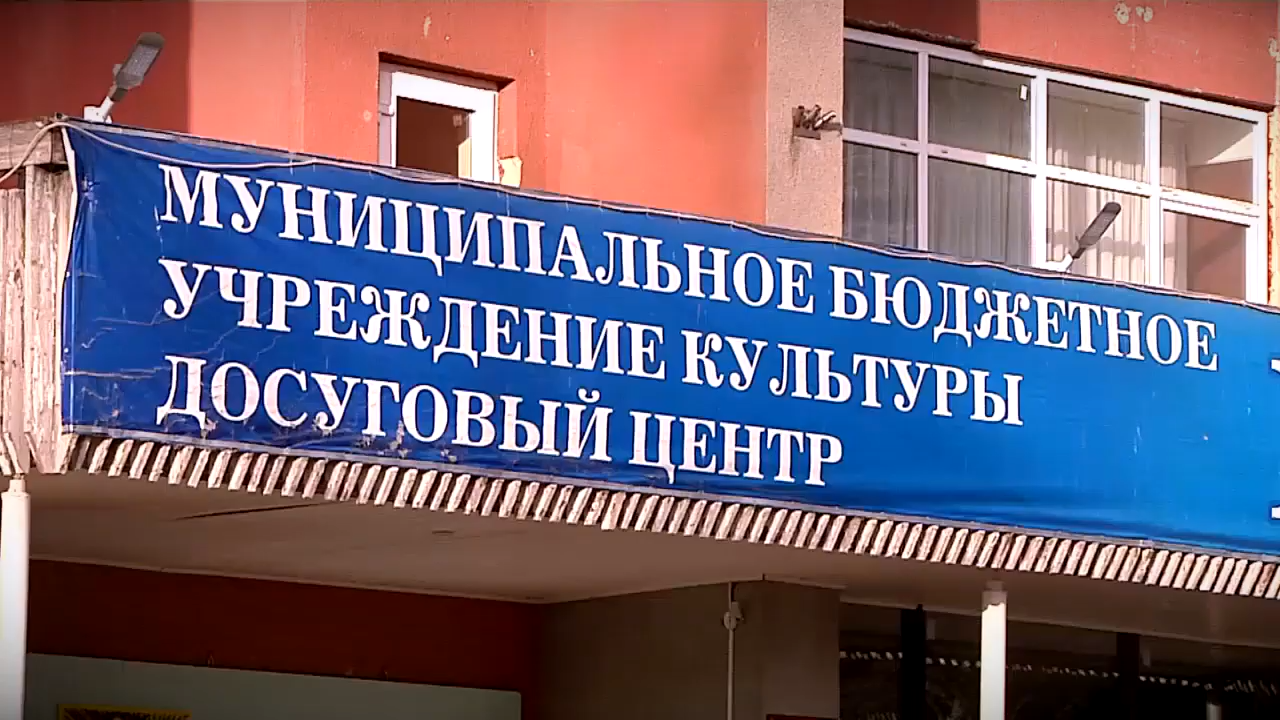 МУНИЦИПАЛЬНОЕ БЮДЖЕТНОЕ
УЧРЕЖДЕНИЕ КУЛЬТУРЫ
ДОСУГОВЫЙ ЦЕНТР